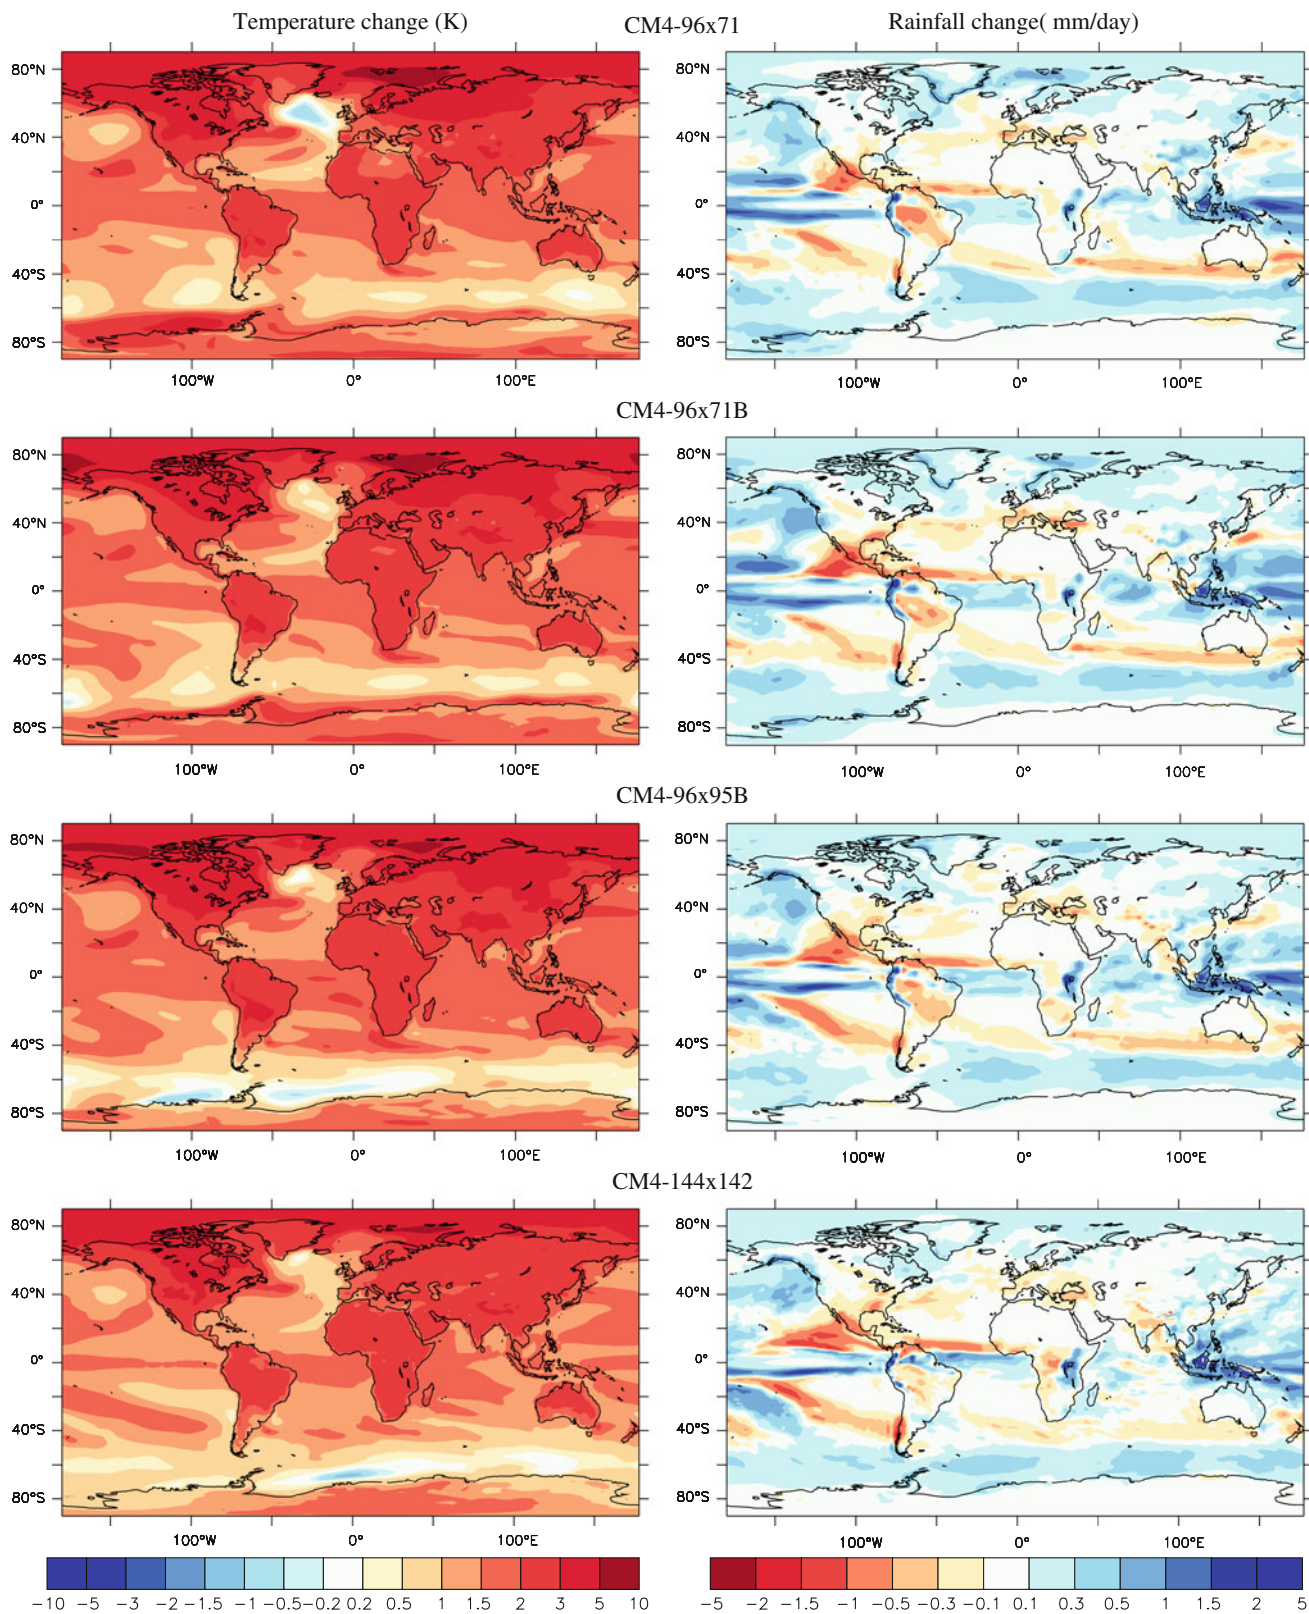 Temperature change (K) CM4-96x71 Rainfall change( mm/day)
80°N 80°N
40°N 40°N
0° 0°
40°S 40°S
80°S 80°S
100°W 0° 100°E 100°W 0° 100°E
CM4-96x71B
80°N 80°N
40°N 40°N
0° 0°
40°S 40°S
80°S 80°S
100°W 0° 100°E 100°W 0° 100°E
CM4-96x95B
80°N 80°N
40°N 40°N
0° 0°
40°S 40°S
80°S 80°S
100°W 0° 100°E 100°W 0° 100°E
CM4-144x142
80°N 80°N
40°N 40°N
0° 0°
40°S 40°S
80°S 80°S
100°W 0° 100°E 100°W 0° 100°E
−10 −5 −3 −2 −1.5 −1 −0.5 −0.2 0.2 0.5 1 1.5 2 3 5 10 −5 −2 −1.5 −1 −0.5 −0.3 −0.1 0.1 0.3 0.5 1 1.5 2 5